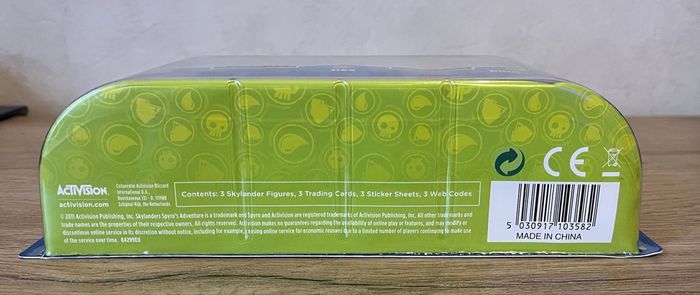 ACTIVISION.
activision.com
Coöperatie Activision Blizzard
International U.A.,
Beechavenue 131 - D, 1119RB
Schiphol-Rijk, the Netherlands
Contents: 3 Skylander Figures, 3 Trading Cards, 3 Sticker Sheets, 3 Web Codes
© 2011 Activision Publishing, Inc. Skylanders Spyro's Adventure is a trademark and Spyro and Activision are registered trademarks of Activision Publishing, Inc. All other trademarks and
trade names are the properties of their respective owners. All rights reserved. Activision makes no guarantees regarding the availability of online play or features, and may modify or
discontinue online service in its discretion without notice, including for example, ceasing online service for economic reasons due to a limited number of players continuing to make use
of the service over time. 84299EU
CE
5 030917 103582
MADE IN CHINA